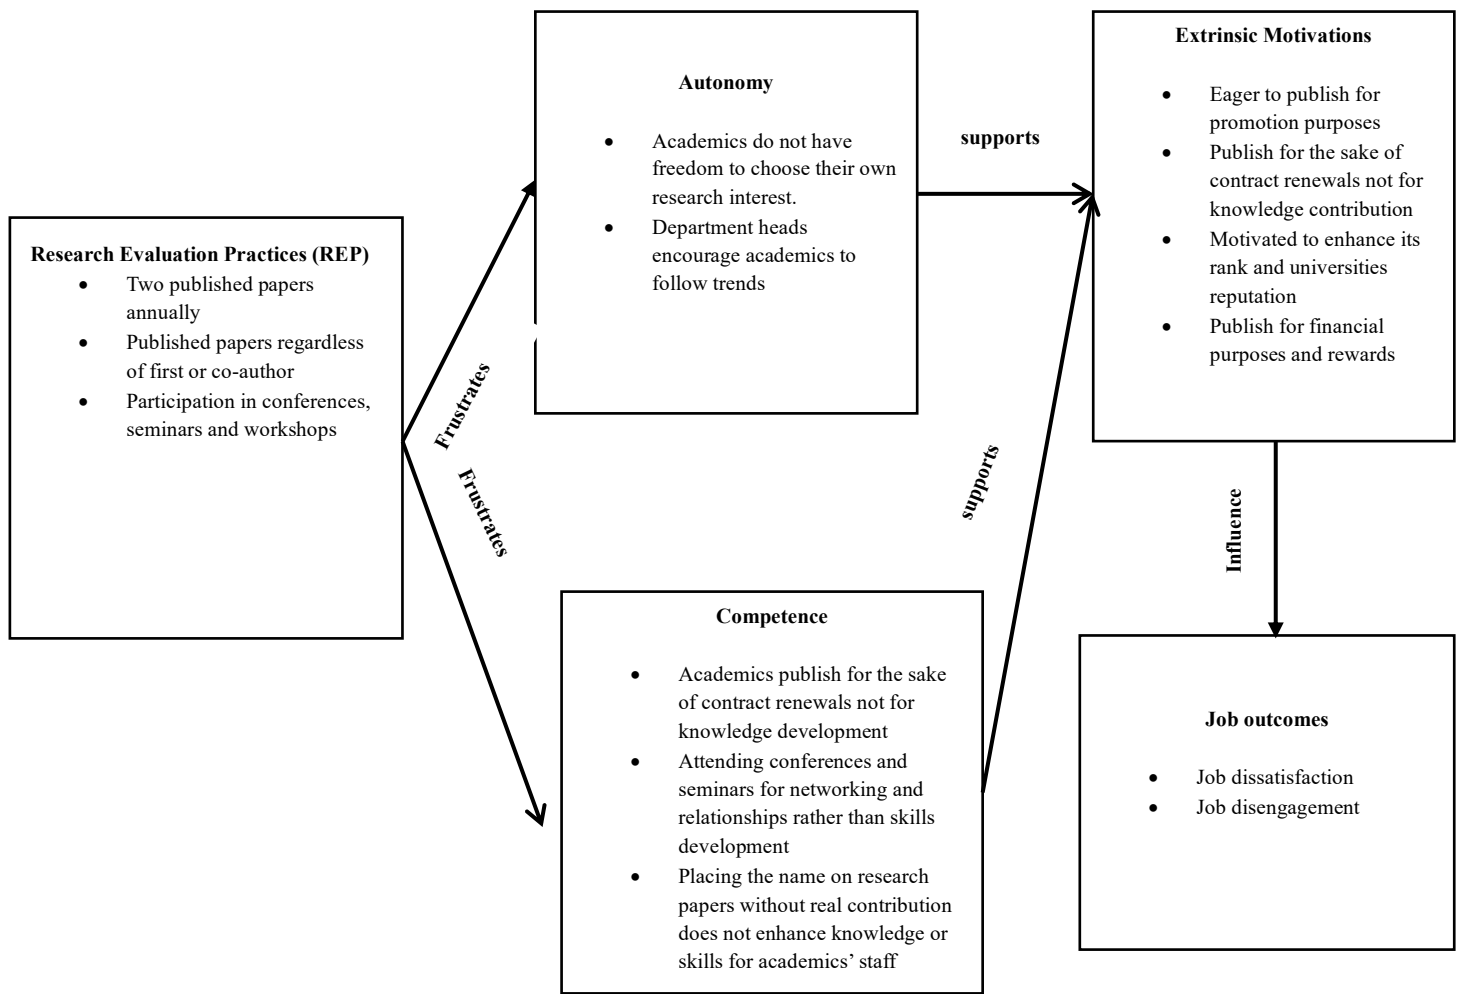 Research Evaluation Practices (REP)
• Two published papers
annually
• Published papers regardless
of first or co-author
• Participation in conferences,
seminars and workshops
Frustrates
Frustrates
Autonomy
• Academics do not have
freedom to choose their own
research interest.
• Department heads
encourage academics to
follow trends
supports
Competence
• Academics publish for the sake
of contract renewals not for
knowledge development
• Attending conferences and
seminars for networking and
relationships rather than skills
development
• Placing the name on research
papers without real contribution
does not enhance knowledge or
skills for academics’ staff
supports
Extrinsic Motivations
• Eager to publish for
promotion purposes
• Publish for the sake of
contract renewals not for
knowledge contribution
• Motivated to enhance its
rank and universities
reputation
• Publish for financial
purposes and rewards
Influence
Job outcomes
• Job dissatisfaction
• Job disengagement